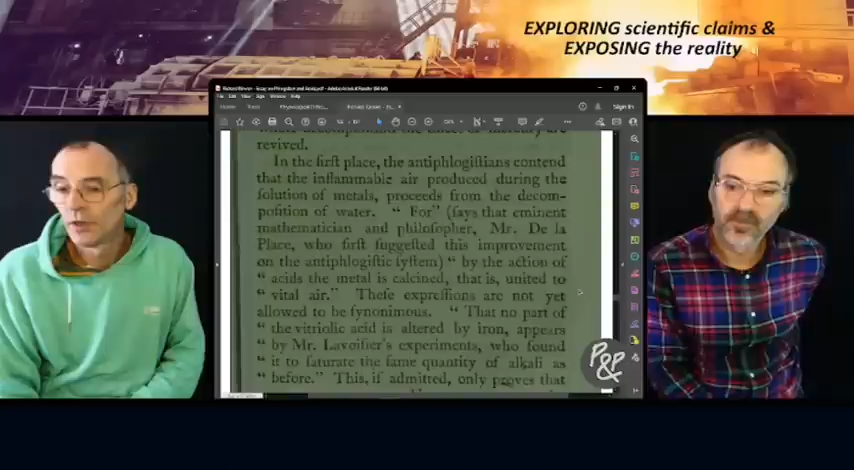 EXPLORING scientific claims &
EXPOSING the reality
Home Tools
Sign In
revived.
In the firſt place, the antiphlogiſtians contend
that the inflammable air produced during the
ſolution of metals, proceeds from the decom-
poſition of water. “ For” (ſays that eminent
mathematician and philoſopher, Mr. De la
Place, who firſt ſuggeſted this improvement
on the antiphlogiſtic ſyſtem) “ by the action of
“ acids the metal is calcined, that is, united to
“ vital air.” Theſe expreſſions are not yet
allowed to be ſynonimous. “ That no part of
“ the vitriolic acid is altered by iron, appears
“ by Mr. Lavoiſier's experiments, who found
“ it to ſaturate the ſame quantity of alkali as
“ before.” This, if admitted, only proves that
P&P